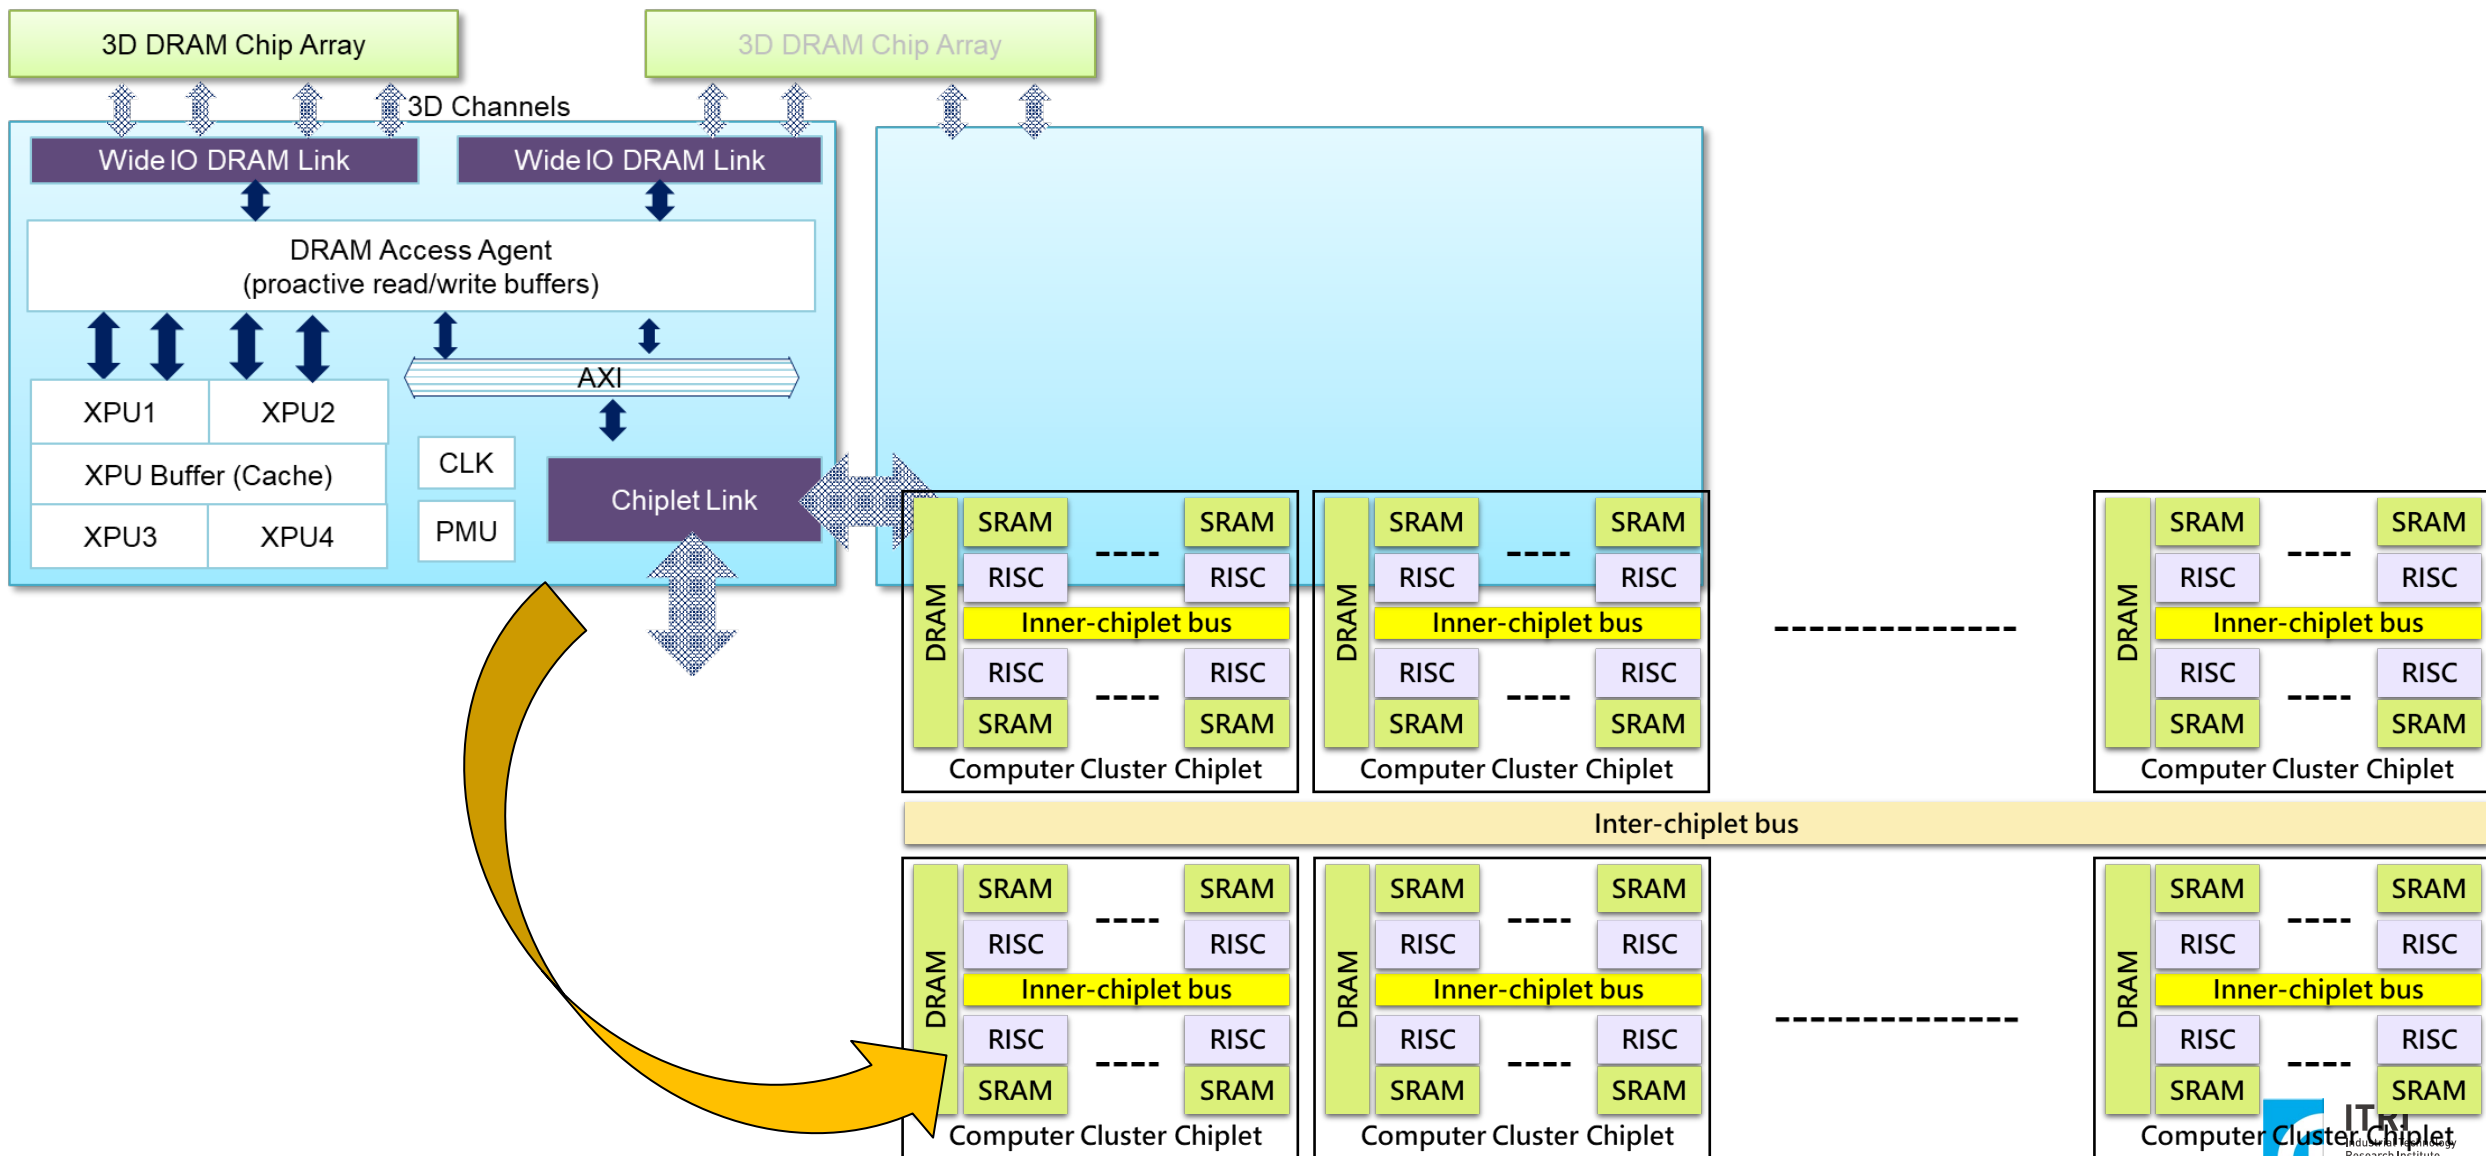 3D DRAM Chip Array
3D DRAM Chip Array
3D Channels
Wide IO DRAM Link
Wide IO DRAM Link
DRAM Access Agent
(proactive read/write buffers)
AXI
XPU1
XPU2
XPU Buffer (Cache)
XPU3
XPU4
CLK
PMU
Chiplet Link
DRAM
SRAM
SRAM
RISC
RISC
Inner-chiplet bus
RISC
RISC
SRAM
SRAM
Computer Cluster Chiplet
DRAM
SRAM
SRAM
RISC
RISC
Inner-chiplet bus
RISC
RISC
SRAM
SRAM
Computer Cluster Chiplet
DRAM
SRAM
SRAM
RISC
RISC
Inner-chiplet bus
RISC
RISC
SRAM
SRAM
Computer Cluster Chiplet
Inter-chiplet bus
DRAM
SRAM
SRAM
RISC
RISC
Inner-chiplet bus
RISC
RISC
SRAM
SRAM
Computer Cluster Chiplet
DRAM
SRAM
SRAM
RISC
RISC
Inner-chiplet bus
RISC
RISC
SRAM
SRAM
Computer Cluster Chiplet
DRAM
SRAM
SRAM
RISC
RISC
Inner-chiplet bus
RISC
RISC
SRAM
SRAM
Computer Cluster Chiplet
ITRI
Industrial Technology
Research Institute